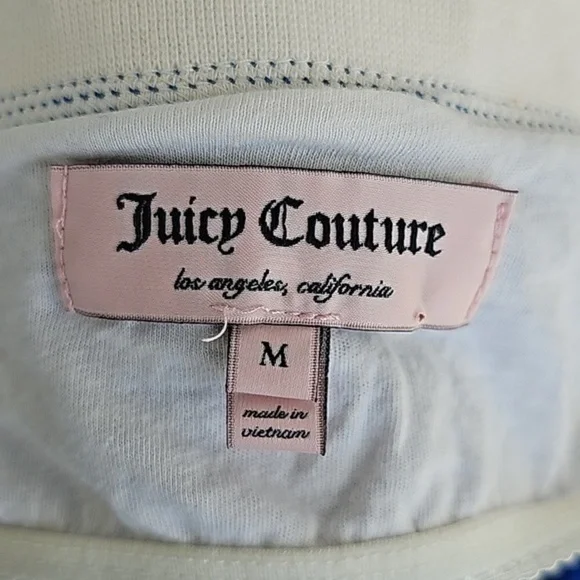 Juicy Couture
los angeles, california
M
made in
vietnam